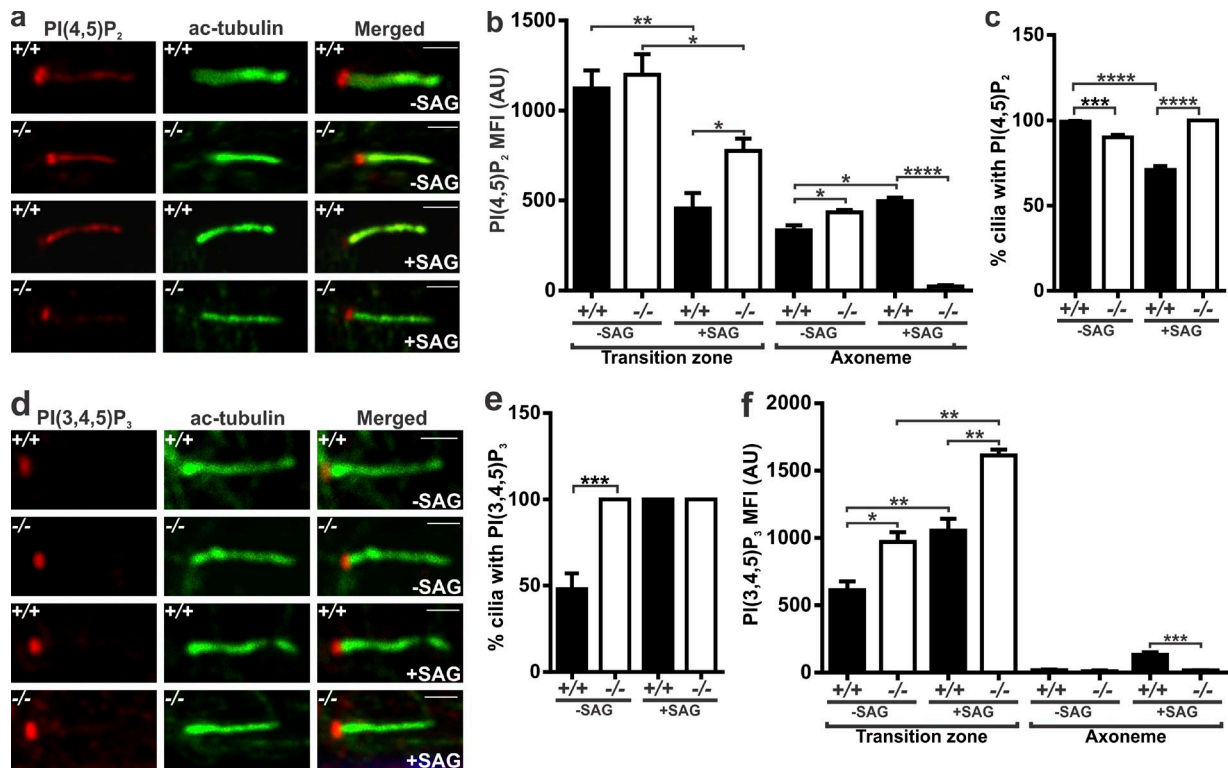 a
PI(4,5)P2 ac-tubulin Merged
+/+ +/+ +/+
-SAG
-/- -/- -/-
-SAG
+/+ +/+ +/+
+SAG
-/- -/- -/-
+SAG
b
PI(4,5)P2 MFI (AU)
1500
1000
500
0
** * * * * ****
+/+ -/- +/+ -/- +/+ -/- +/+ -/-
-SAG +SAG -SAG +SAG
Transition zone Axoneme
c
% cilia with PI(4,5)P2
150
100
50
0
**** *** ****
+/+ -/- +/+ -/-
-SAG +SAG
d
PI(3,4,5)P3 ac-tubulin Merged
+/+ +/+ +/+
-SAG
-/- -/- -/-
-SAG
+/+ +/+ +/+
+SAG
-/- -/- -/-
+SAG
e
% cilia with PI(3,4,5)P3
150
100
50
0
***
+/+ -/- +/+ -/-
-SAG +SAG
f
PI(3,4,5)P3 MFI (AU)
2000
1500
1000
500
0
** ** ** * ***
+/+ -/- +/+ -/- +/+ -/- +/+ -/-
-SAG +SAG -SAG +SAG
Transition zone Axoneme